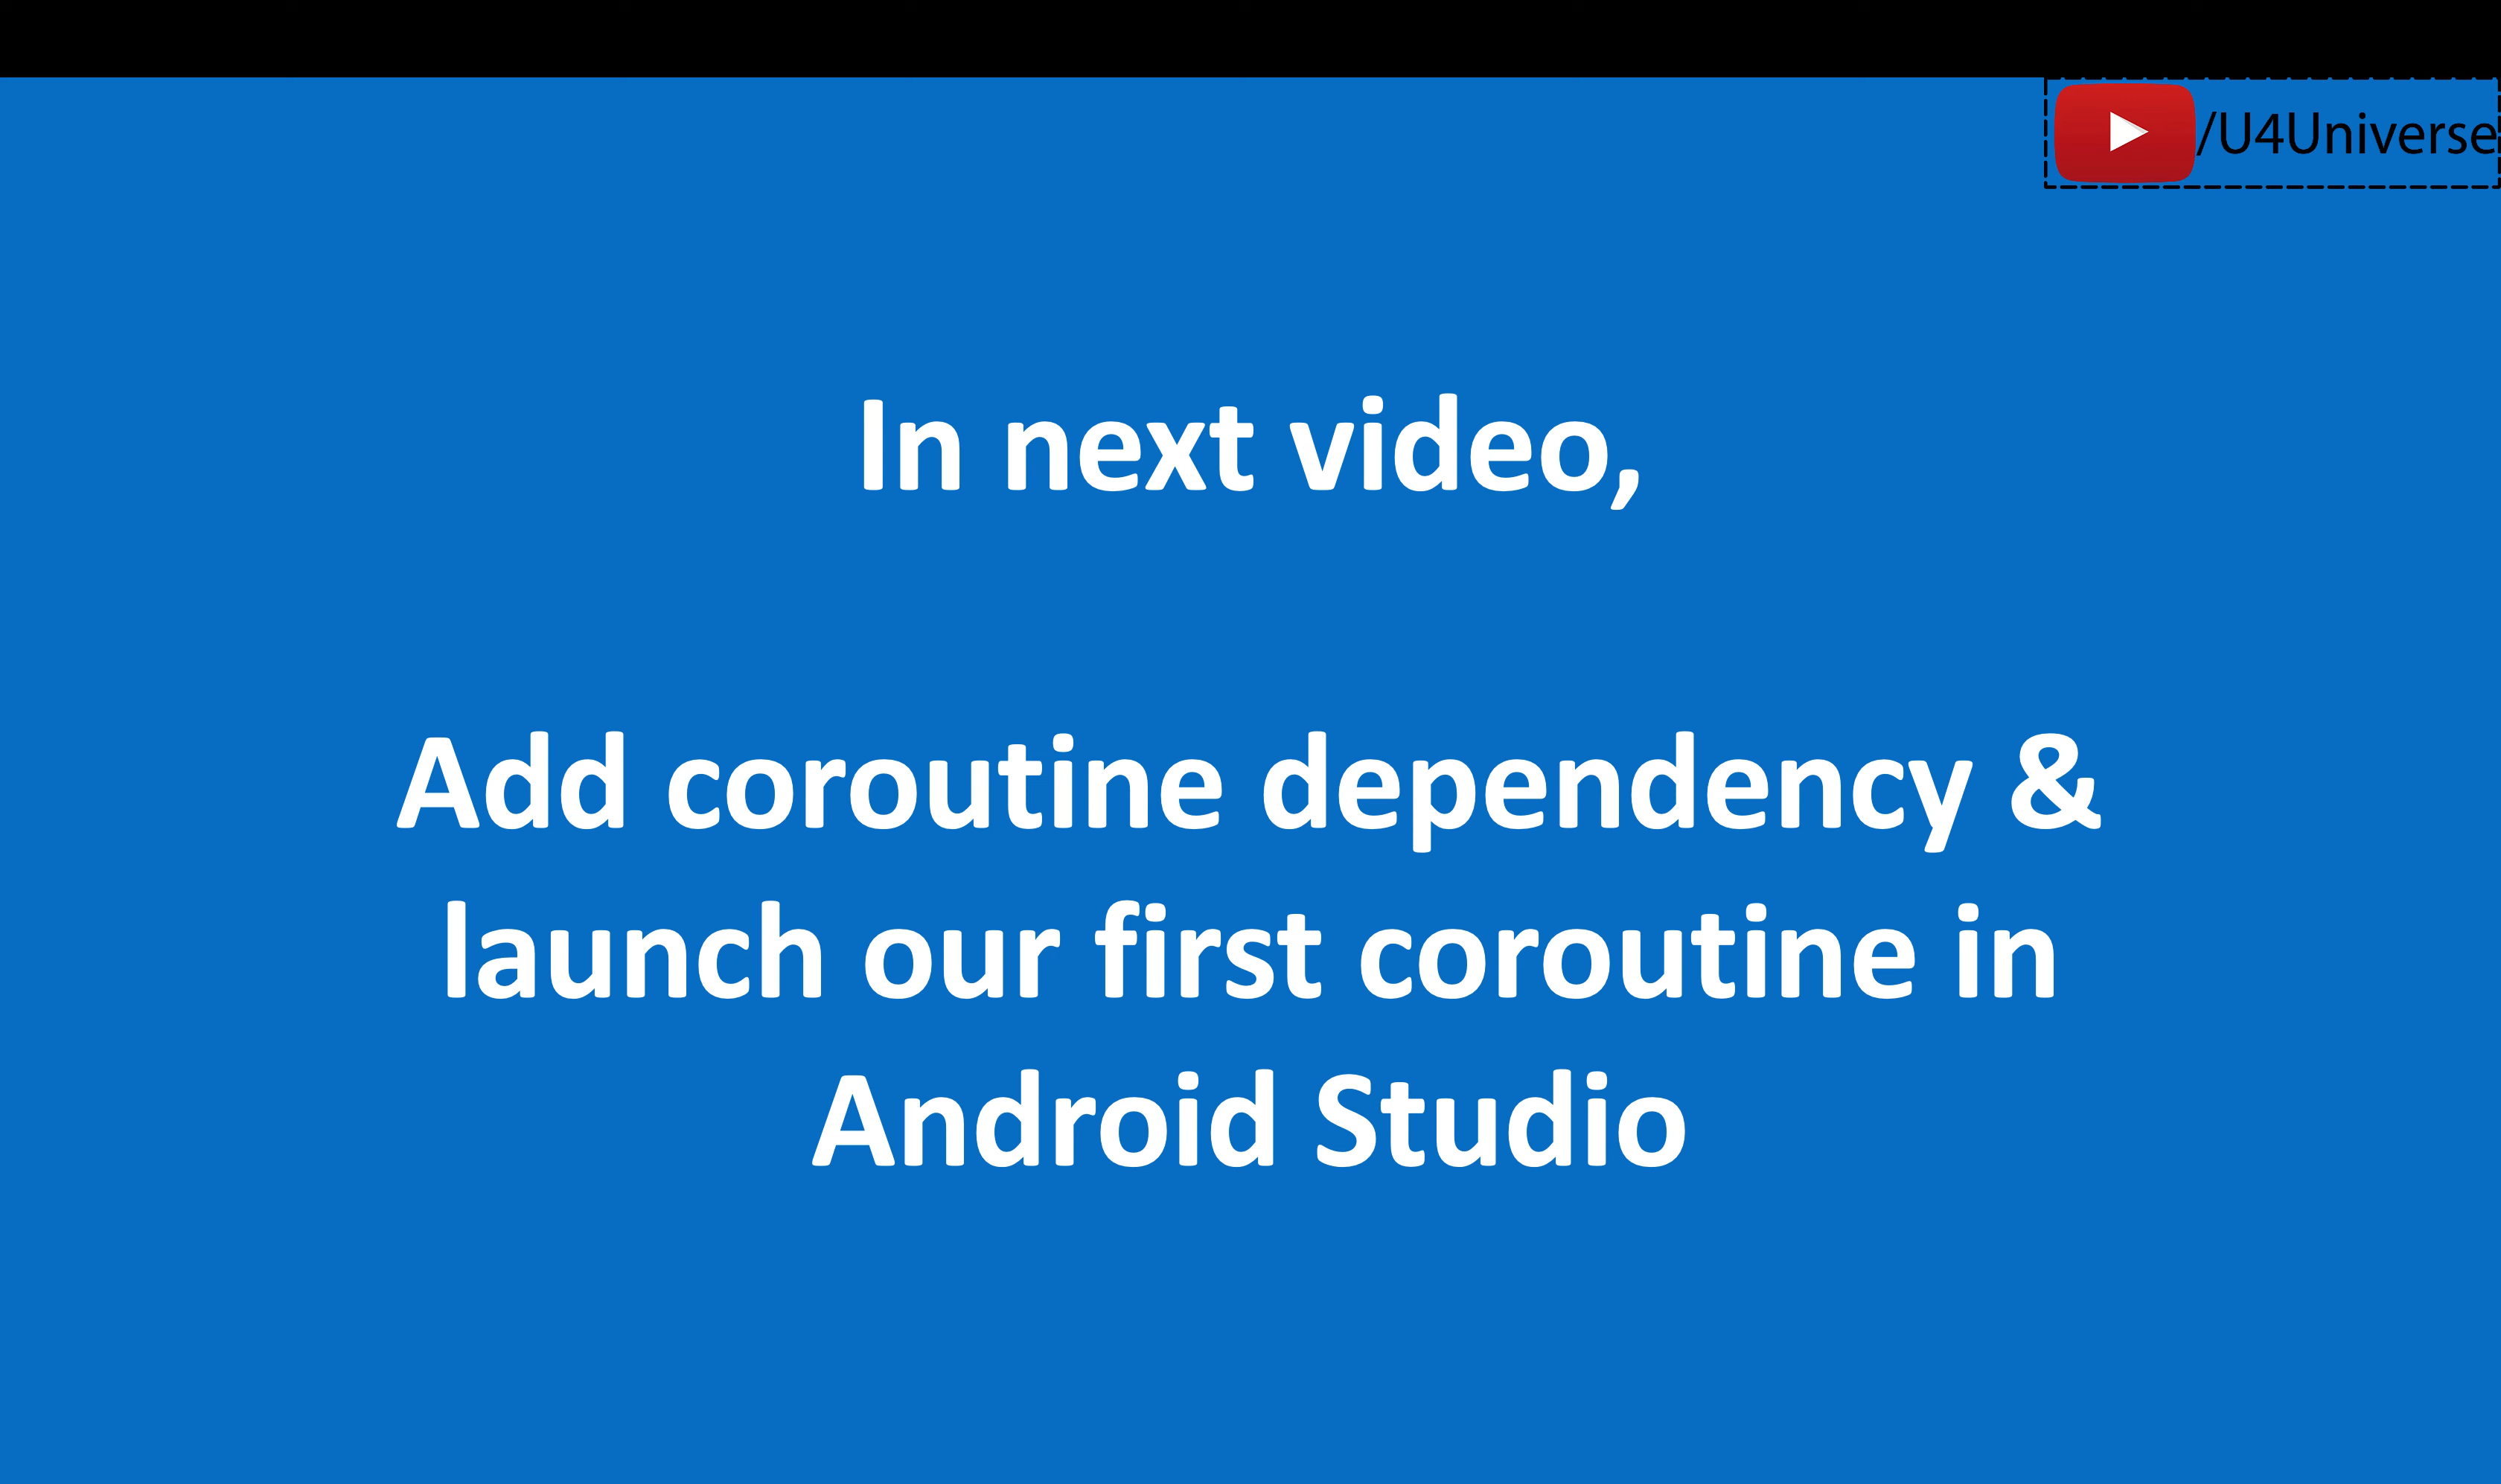 /U4Universe
In next video,
Add coroutine dependency &
launch our first coroutine in
Android Studio